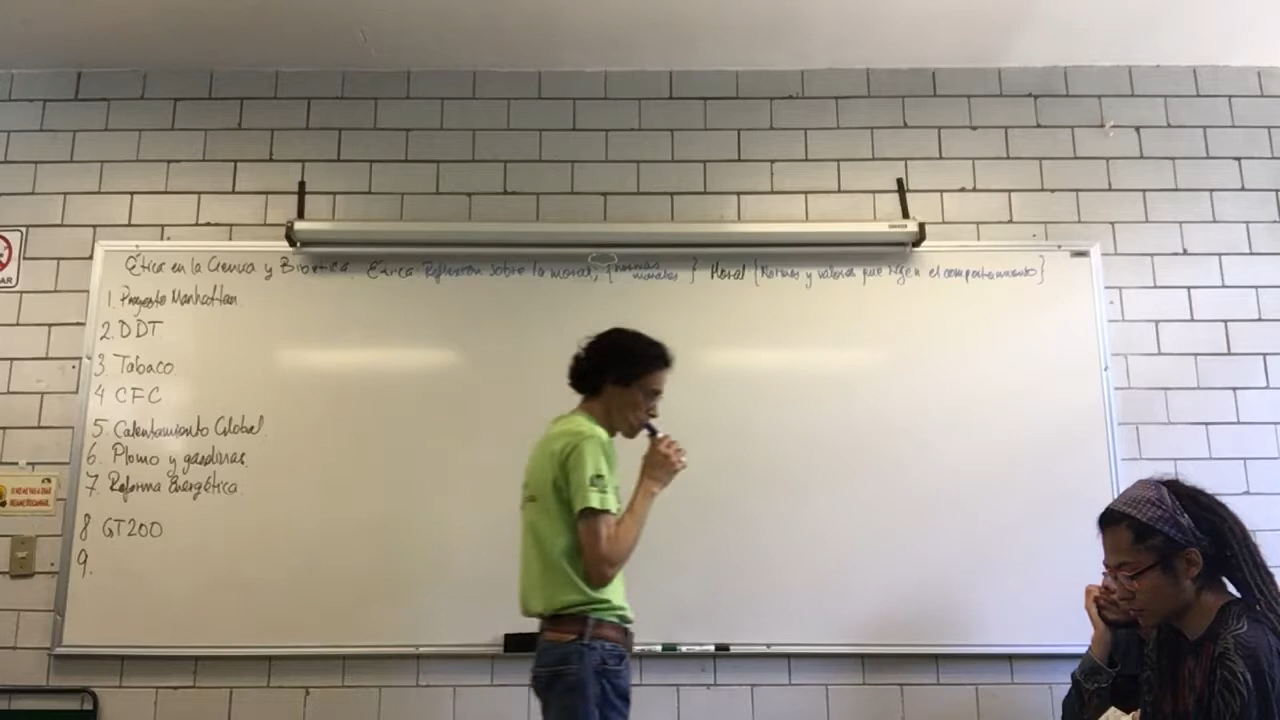 Ética en la Ciencia y Bioética. Ética Reflexión sobre la moral, {normas morales} Moral {Normas y valores que rigen el comportamiento}
1. Proyecto Manhattan
2. DDT
3. Tabaco
4 CFC
5. Calentamiento Global.
6. Plomo y gasolinas.
7. Reforma Energética.
8 GT200
9.